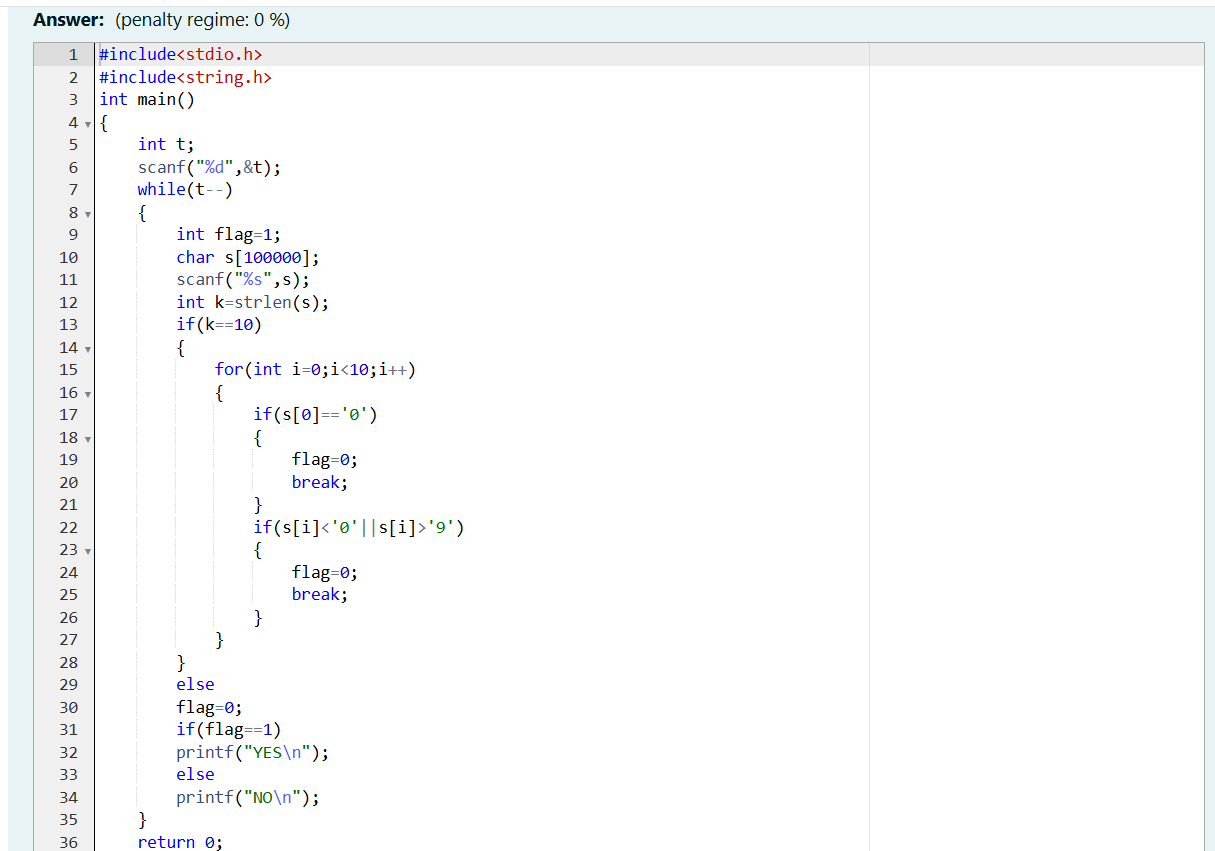 Answer: (penalty regime: 0 %)
1 #include<stdio.h>
2 #include<string.h>
3 int main()
4 {
5     int t;
6     scanf("%d",&t);
7     while(t--)
8     {
9         int flag=1;
10         char s[100000];
11         scanf("%s",s);
12         int k=strlen(s);
13         if(k==10)
14         {
15             for(int i=0;i<10;i++)
16             {
17                 if(s[0]=='0')
18                 {
19                     flag=0;
20                     break;
21                 }
22                 if(s[i]<'0'||s[i]>'9')
23                 {
24                     flag=0;
25                     break;
26                 }
27             }
28         }
29         else
30         flag=0;
31         if(flag==1)
32         printf("YES\n");
33         else
34         printf("NO\n");
35     }
36     return 0;